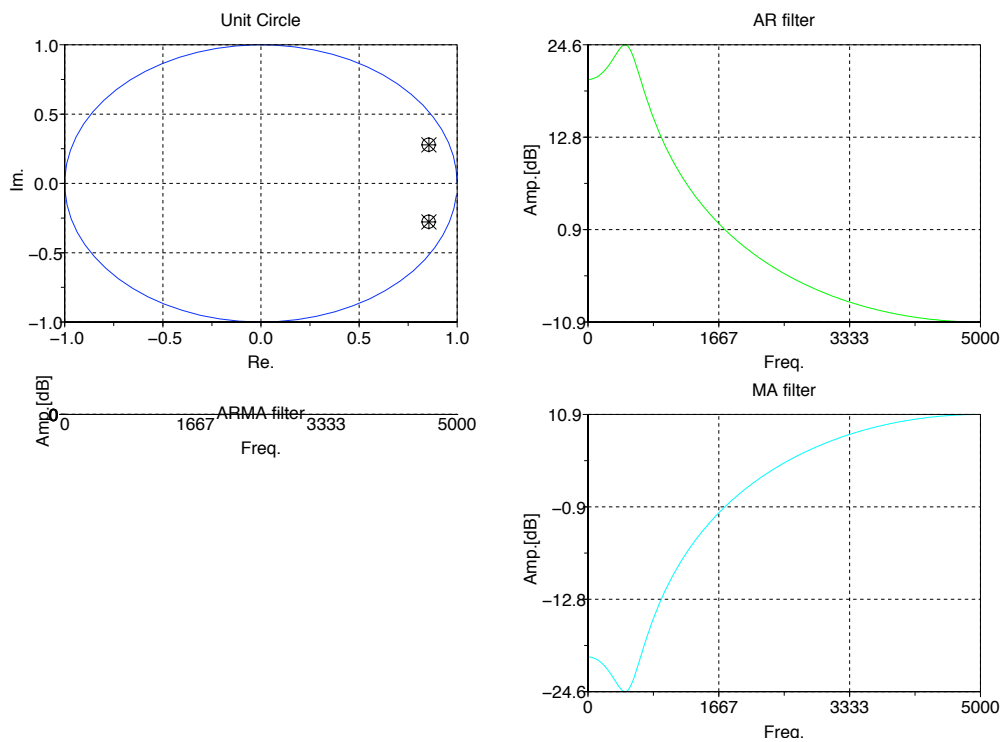 Unit Circle
1.0
0.5
0.0
−0.5
−1.0
Im.
−1.0 −0.5 0.0 0.5 1.0
Re.
AR filter
24.6
12.8
0.9
−10.9
Amp.[dB]
0 1667 3333 5000
Freq.
Amp.[dB]
0
ARMA filter
0 1667 3333 5000
Freq.
MA filter
10.9
−0.9
−12.8
−24.6
Amp.[dB]
0 1667 3333 5000
Freq.